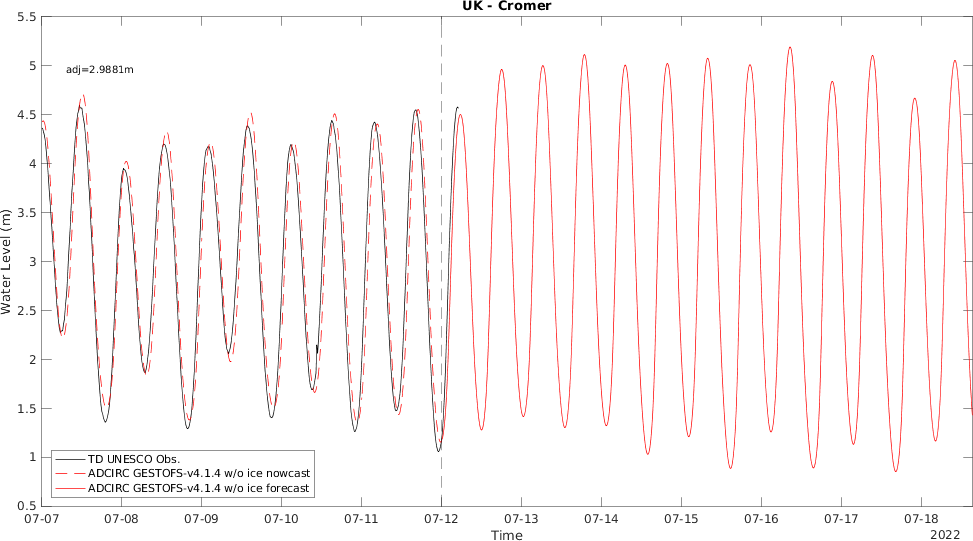 UK - Cromer
5.5
5
4.5
4
3.5
3
2.5
2
1.5
1
0.5
Water Level (m)
adj=2.9881m
TD UNESCO Obs.
ADCIRC GESTOFS-v4.1.4 w/o ice nowcast
ADCIRC GESTOFS-v4.1.4 w/o ice forecast
07-07 07-08 07-09 07-10 07-11 07-12 07-13 07-14 07-15 07-16 07-17 07-18
Time
2022